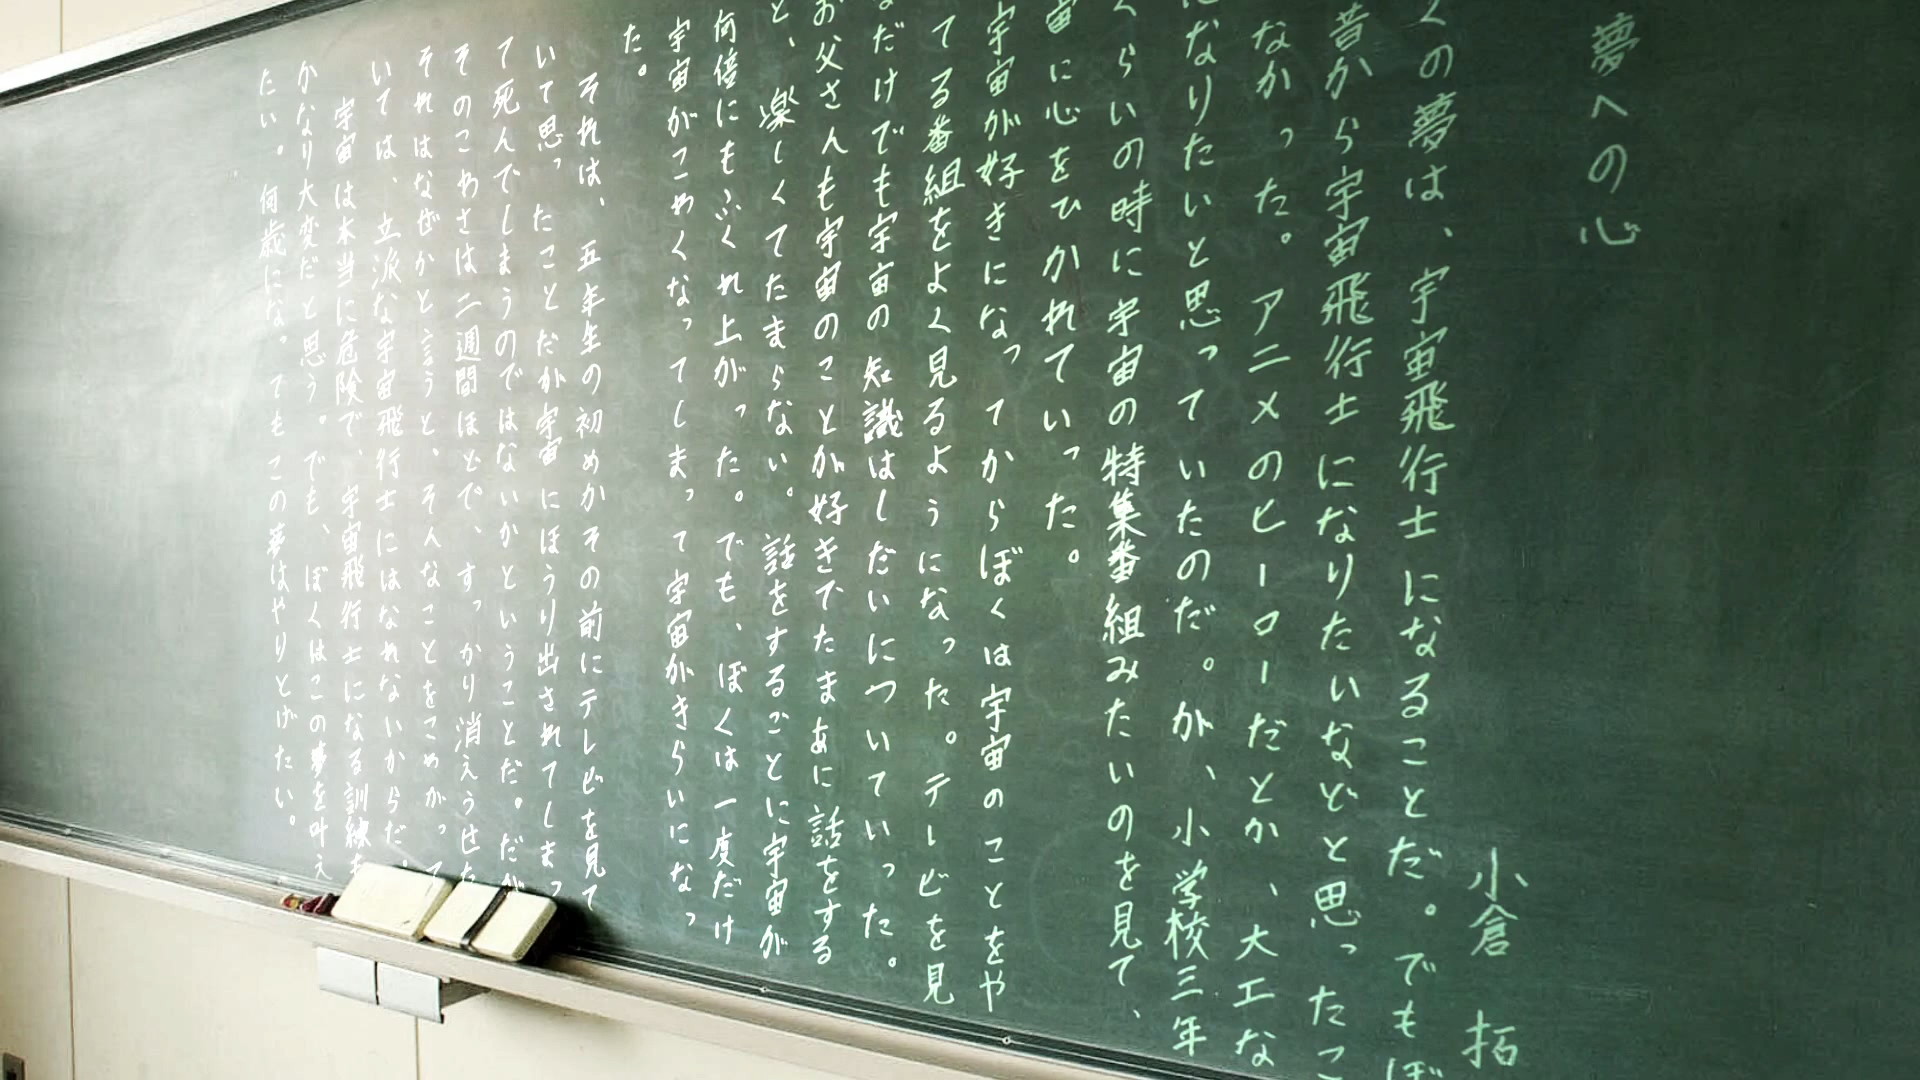 夢への心
小倉 拓
くの夢は、宇宙飛行士になることだ。でもぼ
昔から宇宙飛行士になりたいなどと思ったこ
なかった。アニメのヒーローだとか、大工な
になりたいと思っていたのだ。が、小学校三年
くらいの時に宇宙の特集番組みたいのを見て、
宙に心をひかれていった。
宇宙が好きになってからぼくは宇宙のことをや
てる番組をよく見るようになった。テービを見
だけでも宇宙の知識はしだいについていった。
お父さんも宇宙のことが好きでたまあに話をする
と、楽しくてたまらない。話をするごとに宇宙が
何倍にもふくれ上がった。でも、ぼくは一度だけ
宇宙がこわくなってしまって宇宙がきらいになっ
た。
それは、五年生の初めかその前にテレビを見て
いて思ったことだが宇宙にほうり出されてしまっ
て死んでしまうのではないかということだ。だが
そのこわさは二週間ほどで、すっかり消えうせた
それはなぜかと言うと。そんなことをこわがって
いては、立派な宇宙飛行士にはなれないからだ。
宇宙は本当に危険で、宇宙飛行士になる訓練も
かなり大変だと思う。でも、ぼくはこの夢を叶え
たい。何歳になってもこの夢はやりとげたい。